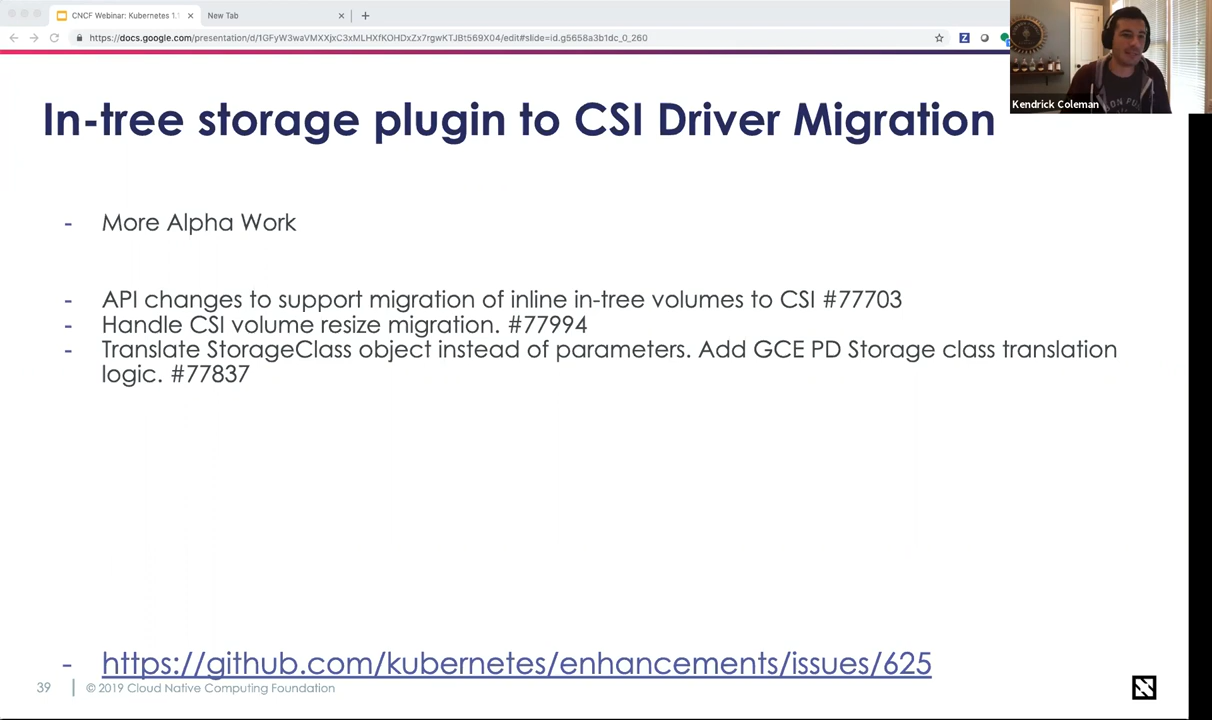 CNCF Webinar: Kubernetes 1.1
New Tab
https://docs.google.com/presentation/d/1GFyW3waVMXXjxC3xMLHXfKOHDxZx7rgwKTJBt569X04/edit#slide=id.g5658a3b1dc_0_260
Kendrick Coleman
In-tree storage plugin to CSI Driver Migration
- More Alpha Work
- API changes to support migration of inline in-tree volumes to CSI #77703
- Handle CSI volume resize migration. #77994
- Translate StorageClass object instead of parameters. Add GCE PD Storage class translation
logic. #77837
- https://github.com/kubernetes/enhancements/issues/625
39 | © 2019 Cloud Native Computing Foundation